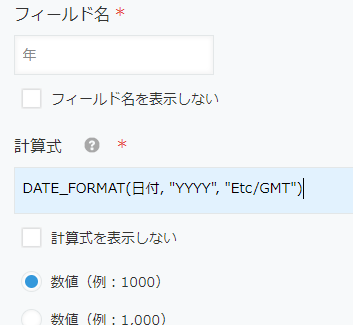 フィールド名 *
年
フィールド名を表示しない
計算式 ? *
DATE_FORMAT(日付, "YYYY", "Etc/GMT")
計算式を表示しない
数値（例：1000）
数値（例：1,000）